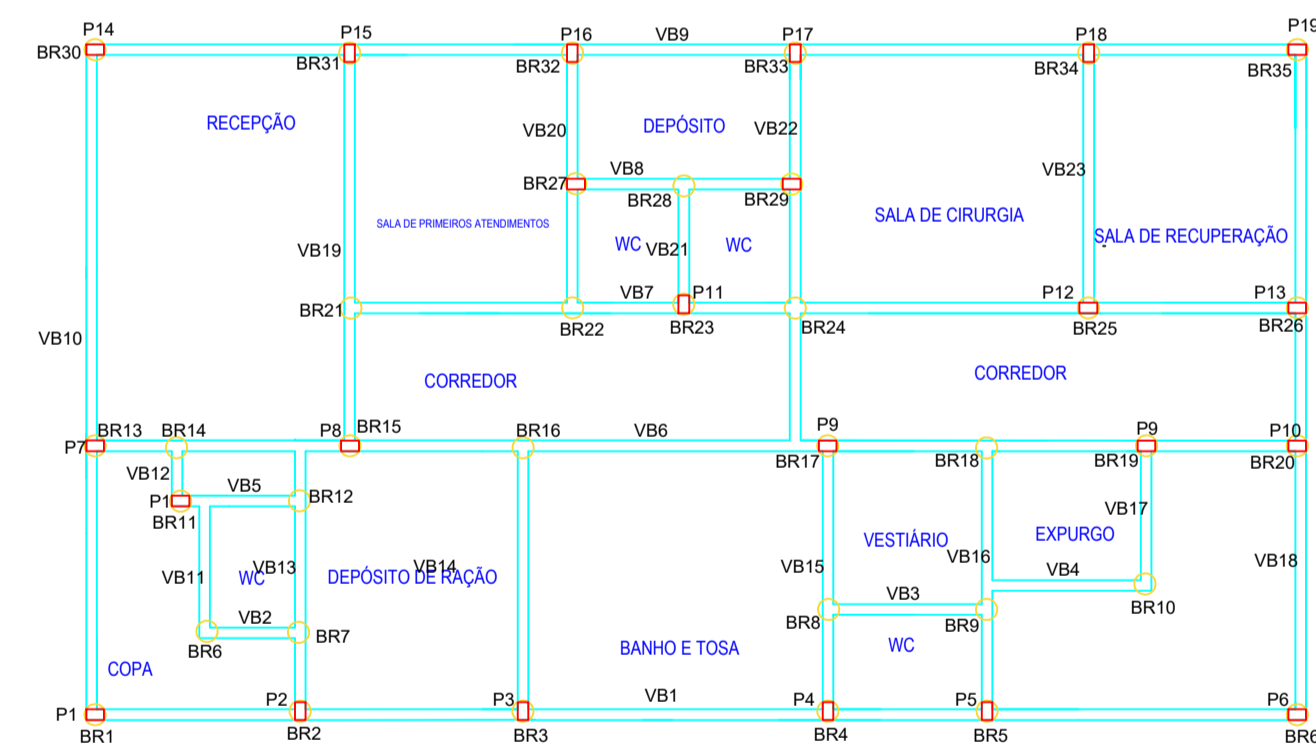 P14
P15
P16
VB9
P17
P18
P19
BR30
BR31
BR32
BR33
BR34
BR35
RECEPÇÃO
VB20
DEPÓSITO
VB22
VB23
VB8
BR27
BR28
BR29
SALA DE PRIMEIROS ATENDIMENTOS
SALA DE CIRURGIA
SALA DE RECUPERAÇÃO
VB19
WC
VB21
WC
VB7
P11
P12
P13
BR21
BR22
BR23
BR24
BR25
BR26
VB10
CORREDOR
CORREDOR
P7
BR13
BR14
P8
BR15
BR16
VB6
P9
BR17
BR18
P9
BR19
P10
BR20
VB12
VB5
P1
BR11
BR12
VB17
EXPURGO
VESTIÁRIO
VB16
VB18
VB11
WC
VB13
VB14
DEPÓSITO DE RAÇÃO
VB15
VB4
BR10
VB3
BR8
BR9
VB2
BR6
BR7
WC
BANHO E TOSA
COPA
P1
P2
P3
VB1
P4
P5
P6
BR1
BR2
BR3
BR4
BR5
BR6